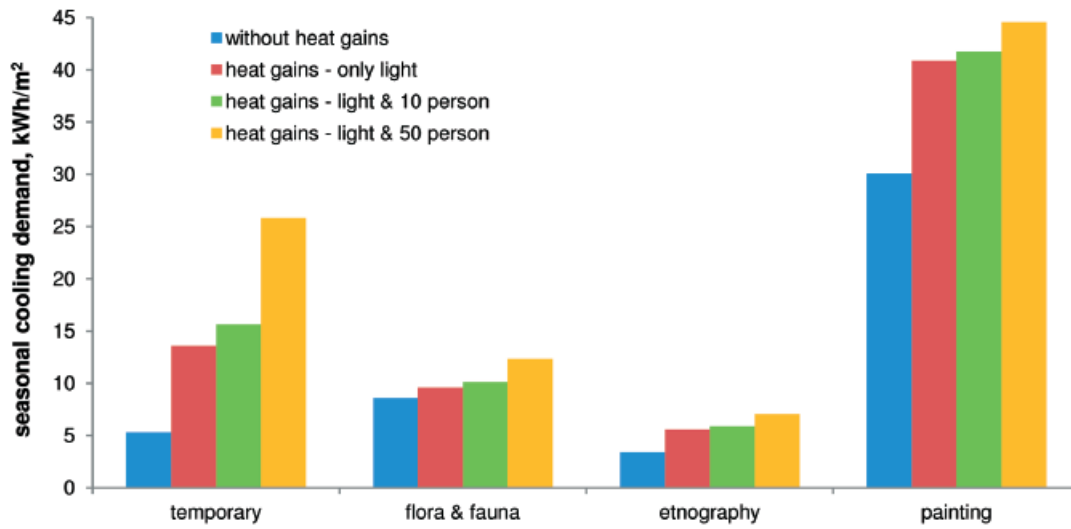 45
40
35
30
25
20
15
10
5
0
seasonal cooling demand, kWh/m²
without heat gains
heat gains - only light
heat gains - light & 10 person
heat gains - light & 50 person
temporary
flora & fauna
etnography
painting